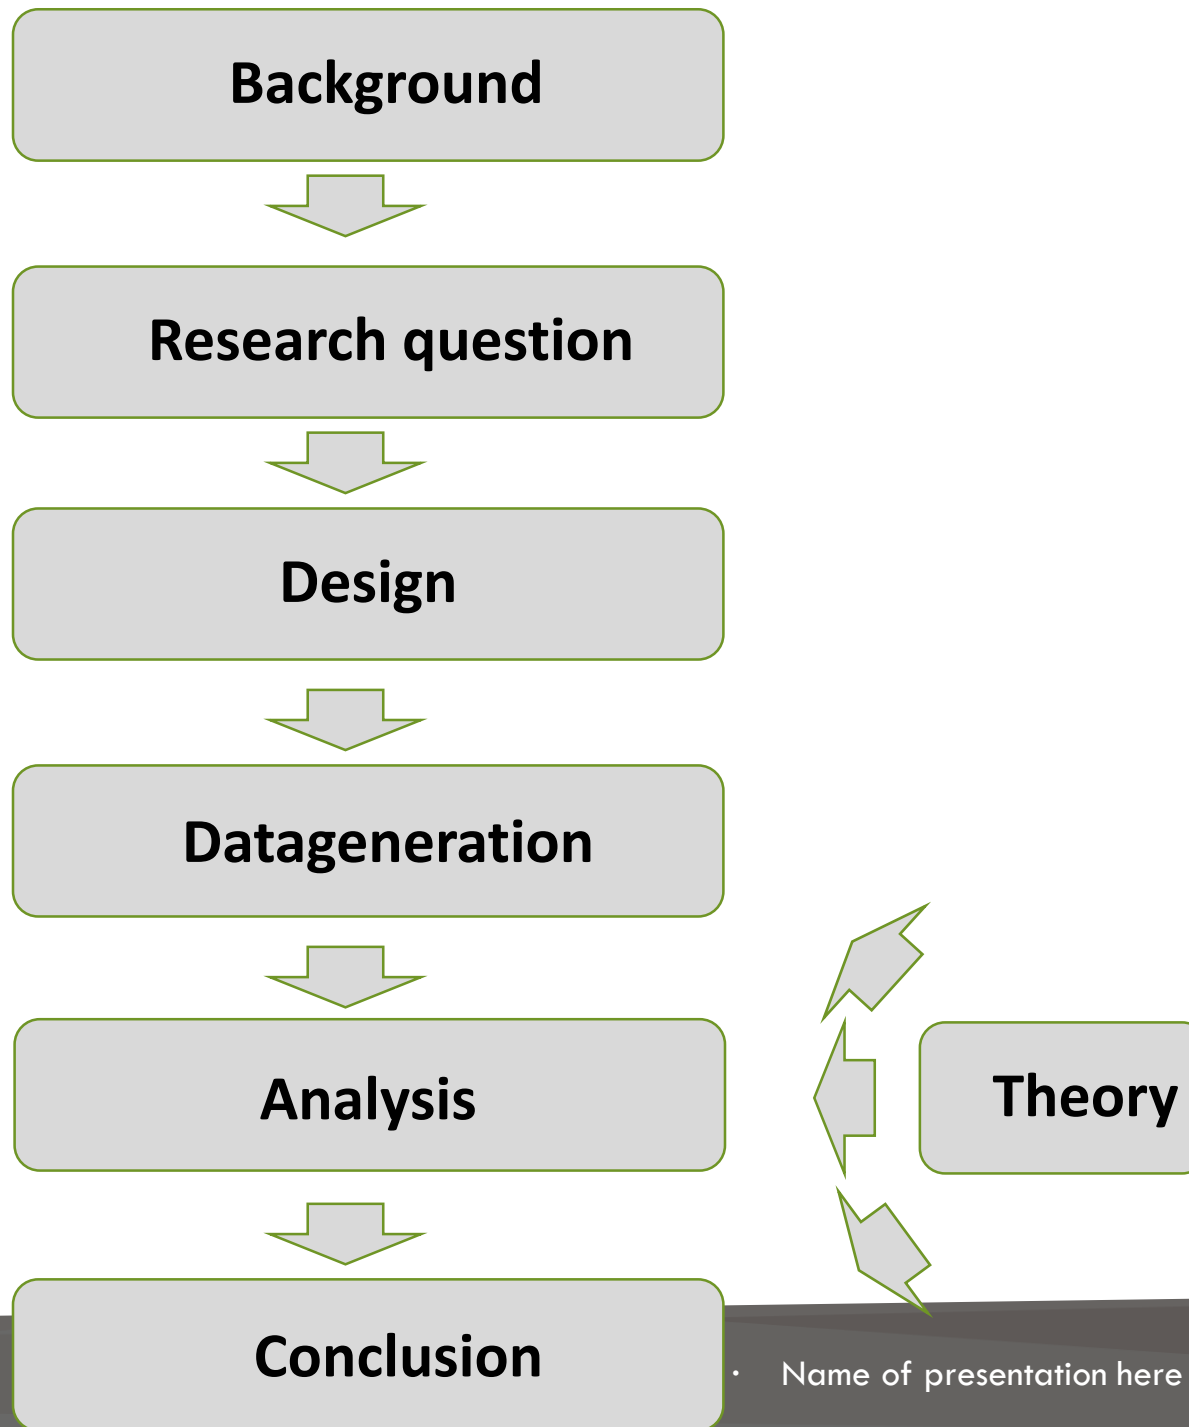 Background
Research question
Design
Datageneration
Analysis
Theory
Conclusion
· Name of presentation here